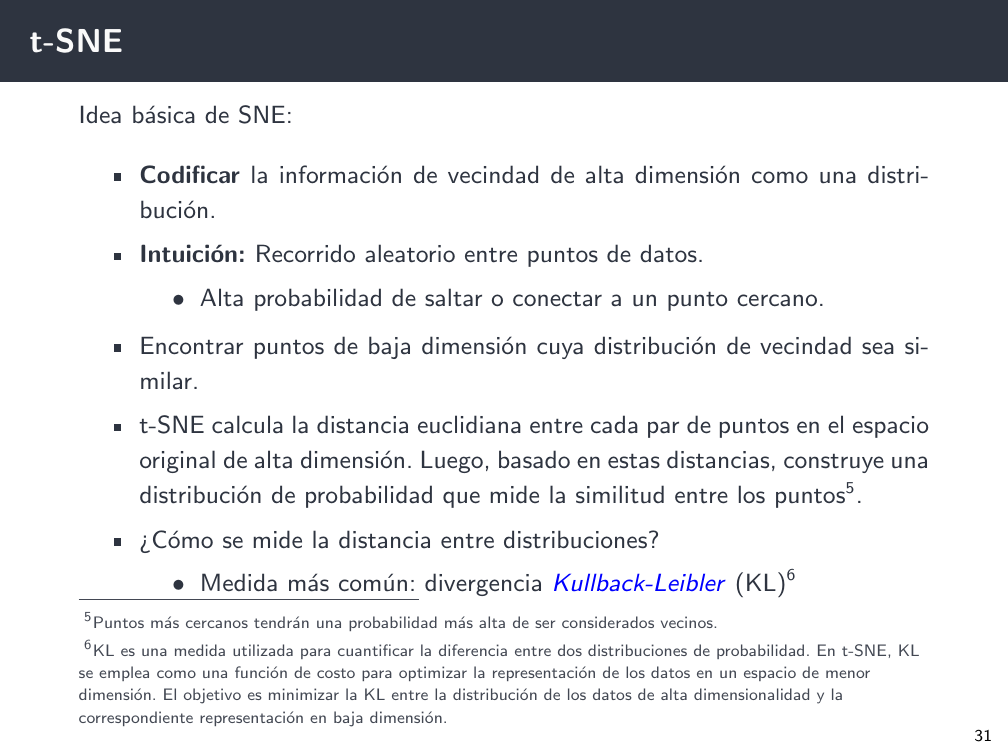 t-SNE
Idea básica de SNE:
▪ Codificar la información de vecindad de alta dimensión como una distri-
bución.
▪ Intuición: Recorrido aleatorio entre puntos de datos.
• Alta probabilidad de saltar o conectar a un punto cercano.
▪ Encontrar puntos de baja dimensión cuya distribución de vecindad sea si-
milar.
▪ t-SNE calcula la distancia euclidiana entre cada par de puntos en el espacio
original de alta dimensión. Luego, basado en estas distancias, construye una
distribución de probabilidad que mide la similitud entre los puntos⁵.
▪ ¿Cómo se mide la distancia entre distribuciones?
• Medida más común: divergencia Kullback-Leibler (KL)⁶
⁵Puntos más cercanos tendrán una probabilidad más alta de ser considerados vecinos.
⁶KL es una medida utilizada para cuantificar la diferencia entre dos distribuciones de probabilidad. En t-SNE, KL
se emplea como una función de costo para optimizar la representación de los datos en un espacio de menor
dimensión. El objetivo es minimizar la KL entre la distribución de los datos de alta dimensionalidad y la
correspondiente representación en baja dimensión.
31